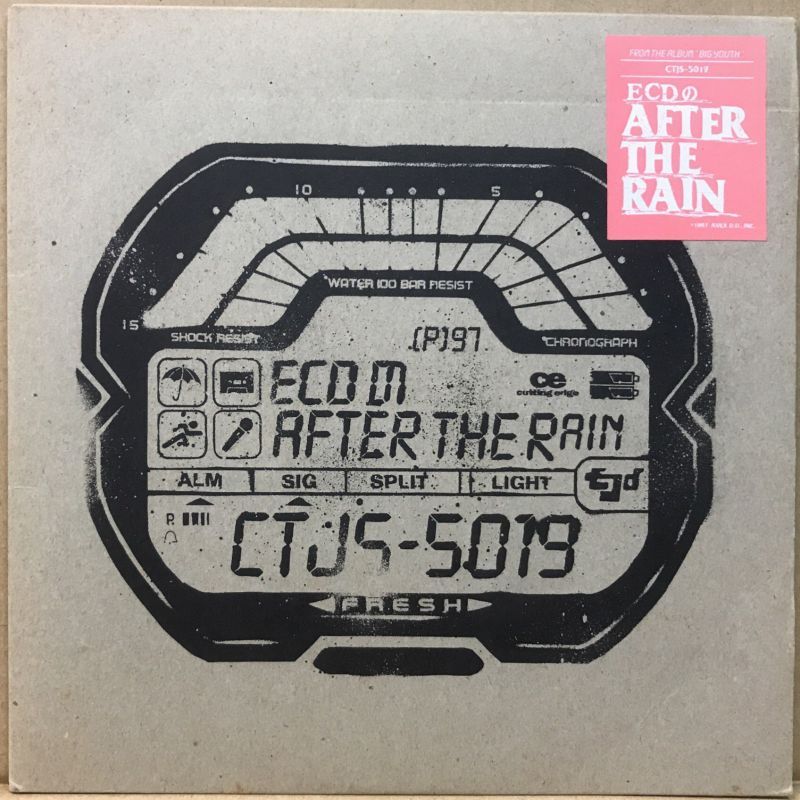 FROM THE ALBUM "BIG YOUTH"
CTJS-5019
ECDの
AFTER
THE
RAIN
10
5
WATER 100 BAR RESIST
15
SHOCK RESIST
CHRONOGRAPH
(P)97
ECD の
ce
cutting edge
AFTER THE RAIN
ALM
SIG
SPLIT
LIGHT
R
CTJS-5019
FRESH